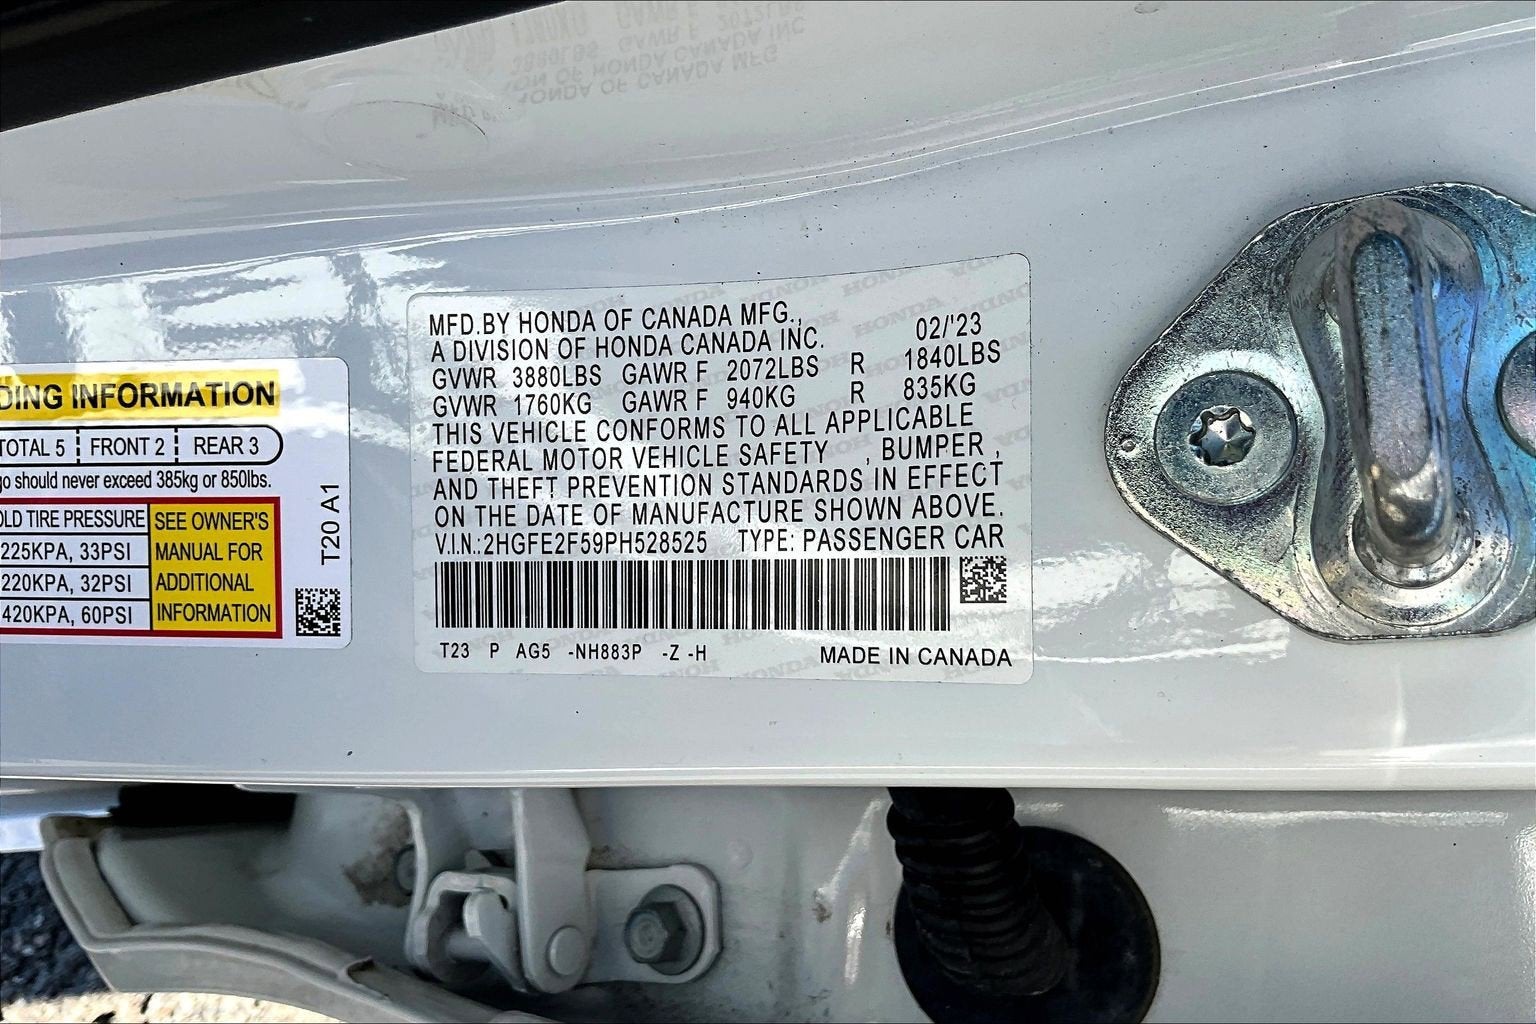 DING INFORMATION
TOTAL 5 FRONT 2 REAR 3
go should never exceed 385kg or 850lbs.
OLD TIRE PRESSURE
225KPA, 33PSI
220KPA, 32PSI
420KPA, 60PSI
SEE OWNER'S
MANUAL FOR
ADDITIONAL
INFORMATION
T20 A1
MFD.BY HONDA OF CANADA MFG.,
A DIVISION OF HONDA CANADA INC. 02/'23
GVWR 3880LBS GAWR F 2072LBS R 1840LBS
GVWR 1760KG GAWR F 940KG R 835KG
THIS VEHICLE CONFORMS TO ALL APPLICABLE
FEDERAL MOTOR VEHICLE SAFETY , BUMPER ,
AND THEFT PREVENTION STANDARDS IN EFFECT
ON THE DATE OF MANUFACTURE SHOWN ABOVE.
V.I.N.:2HGFE2F59PH528525 TYPE: PASSENGER CAR
T23 P AG5 -NH883P -Z -H MADE IN CANADA